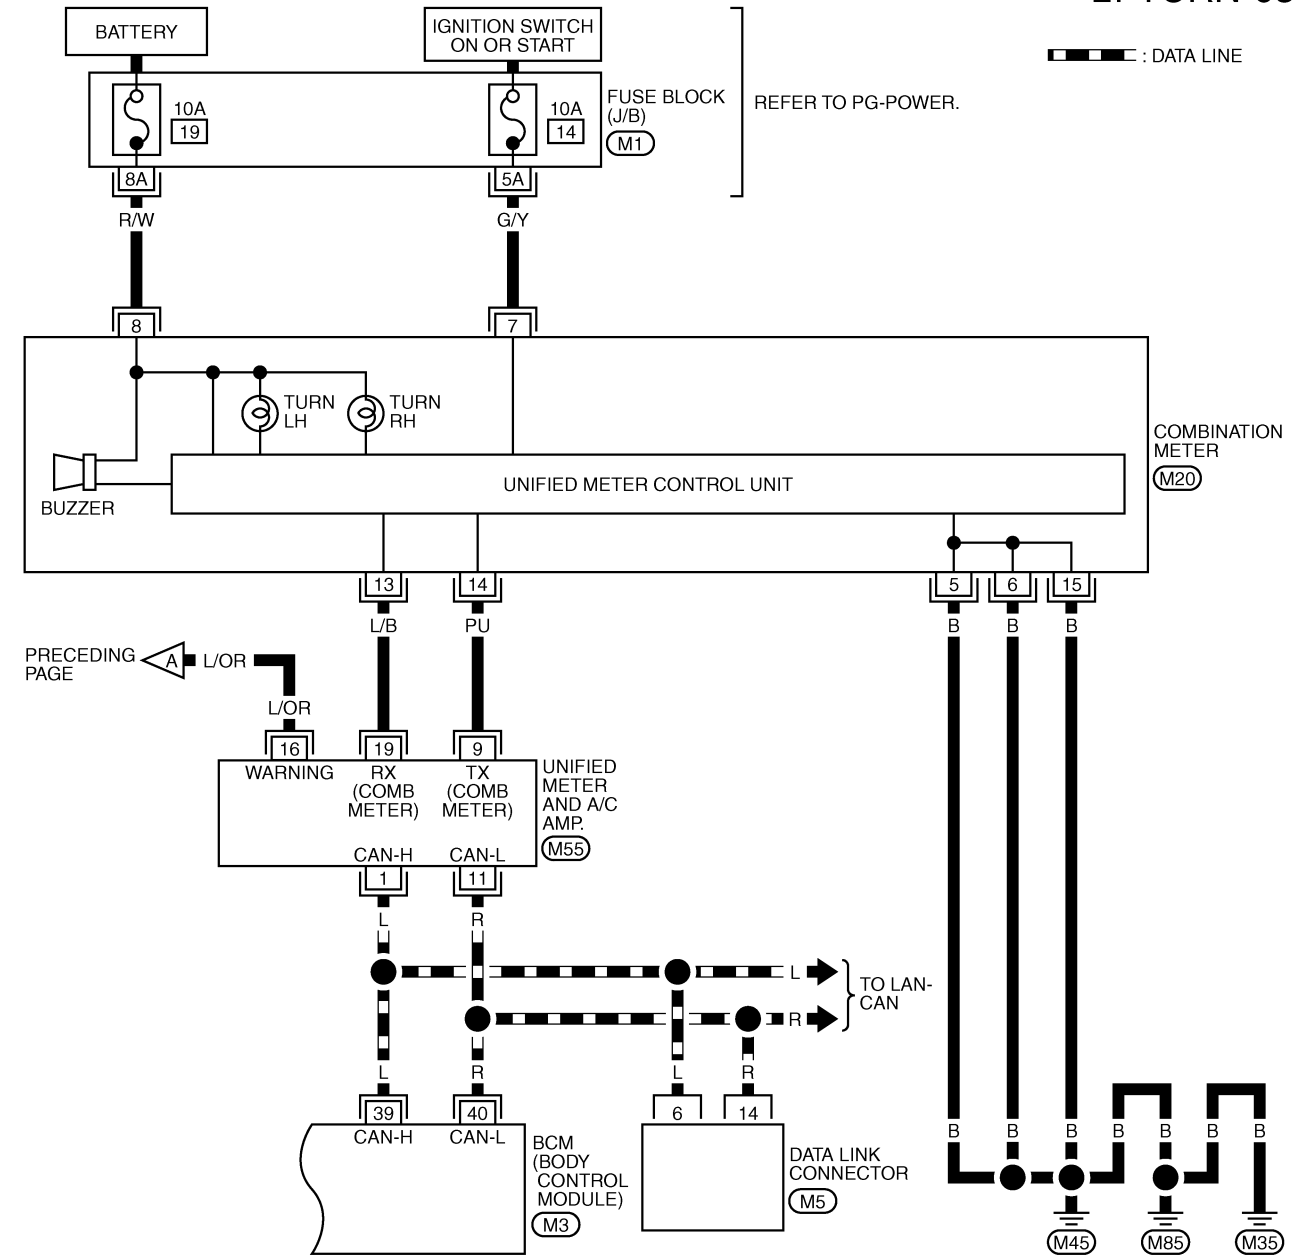 BATTERY
IGNITION SWITCH
ON OR START
: DATA LINE
10A
19
10A
14
FUSE BLOCK
(J/B)
M1
REFER TO PG-POWER.
8A
5A
R/W
G/Y
8
7
TURN
LH
TURN
RH
COMBINATION
METER
M20
UNIFIED METER CONTROL UNIT
BUZZER
13
14
5
6
15
L/B
PU
B
B
B
PRECEDING
PAGE
A
L/OR
L/OR
16
19
9
WARNING
RX
(COMB
METER)
TX
(COMB
METER)
UNIFIED
METER
AND A/C
AMP.
M55
CAN-H
CAN-L
1
11
L
R
L
R
TO LAN-
CAN
L
R
L
R
39
40
6
14
CAN-H
CAN-L
BCM
(BODY
CONTROL
MODULE)
M3
DATA LINK
CONNECTOR
M5
B
B
B
B
B
B
B
M45
M85
M35